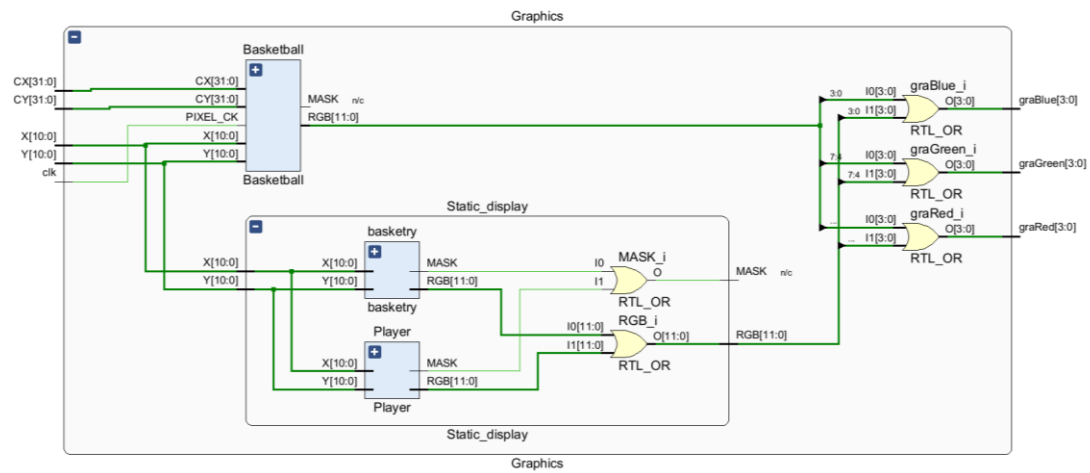 Graphics
Basketball
CX[31:0]
CY[31:0]
X[10:0]
Y[10:0]
clk
CX[31:0]
CY[31:0]
PIXEL_CK
X[10:0]
Y[10:0]
MASK n/c
RGB[11:0]
Basketball
3:0 I0[3:0] graBlue_i
3:0 I1[3:0] O[3:0] graBlue[3:0]
RTL_OR
7:4 I0[3:0] graGreen_i
7:4 I1[3:0] O[3:0] graGreen[3:0]
RTL_OR
... I0[3:0] graRed_i
... I1[3:0] O[3:0] graRed[3:0]
RTL_OR
Static_display
basketry
X[10:0] X[10:0] MASK
Y[10:0] Y[10:0] RGB[11:0]
basketry
I0 MASK_i
I1 O MASK n/c
RTL_OR
I0[11:0] RGB_i
I1[11:0] O[11:0] RGB[11:0]
RTL_OR
Player
X[10:0] MASK
Y[10:0] RGB[11:0]
Player
Static_display
Graphics